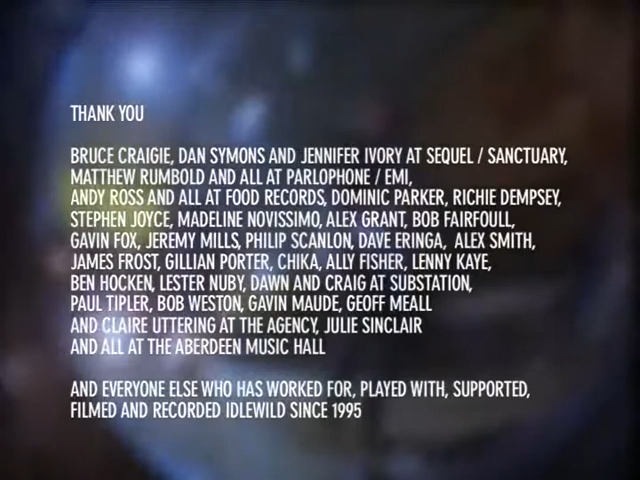 THANK YOU
BRUCE CRAIGIE, DAN SYMONS AND JENNIFER IVORY AT SEQUEL / SANCTUARY,
MATTHEW RUMBOLD AND ALL AT PARLOPHONE / EMI,
ANDY ROSS AND ALL AT FOOD RECORDS, DOMINIC PARKER, RICHIE DEMPSEY,
STEPHEN JOYCE, MADELINE NOVISSIMO, ALEX GRANT, BOB FAIRFOULL,
GAVIN FOX, JEREMY MILLS, PHILIP SCANLON, DAVE ERINGA, ALEX SMITH,
JAMES FROST, GILLIAN PORTER, CHIKA, ALLY FISHER, LENNY KAYE,
BEN HOCKEN, LESTER NUBY, DAWN AND CRAIG AT SUBSTATION,
PAUL TIPLER, BOB WESTON, GAVIN MAUDE, GEOFF MEALL
AND CLAIRE UTTERING AT THE AGENCY, JULIE SINCLAIR
AND ALL AT THE ABERDEEN MUSIC HALL
AND EVERYONE ELSE WHO HAS WORKED FOR, PLAYED WITH, SUPPORTED,
FILMED AND RECORDED IDLEWILD SINCE 1995